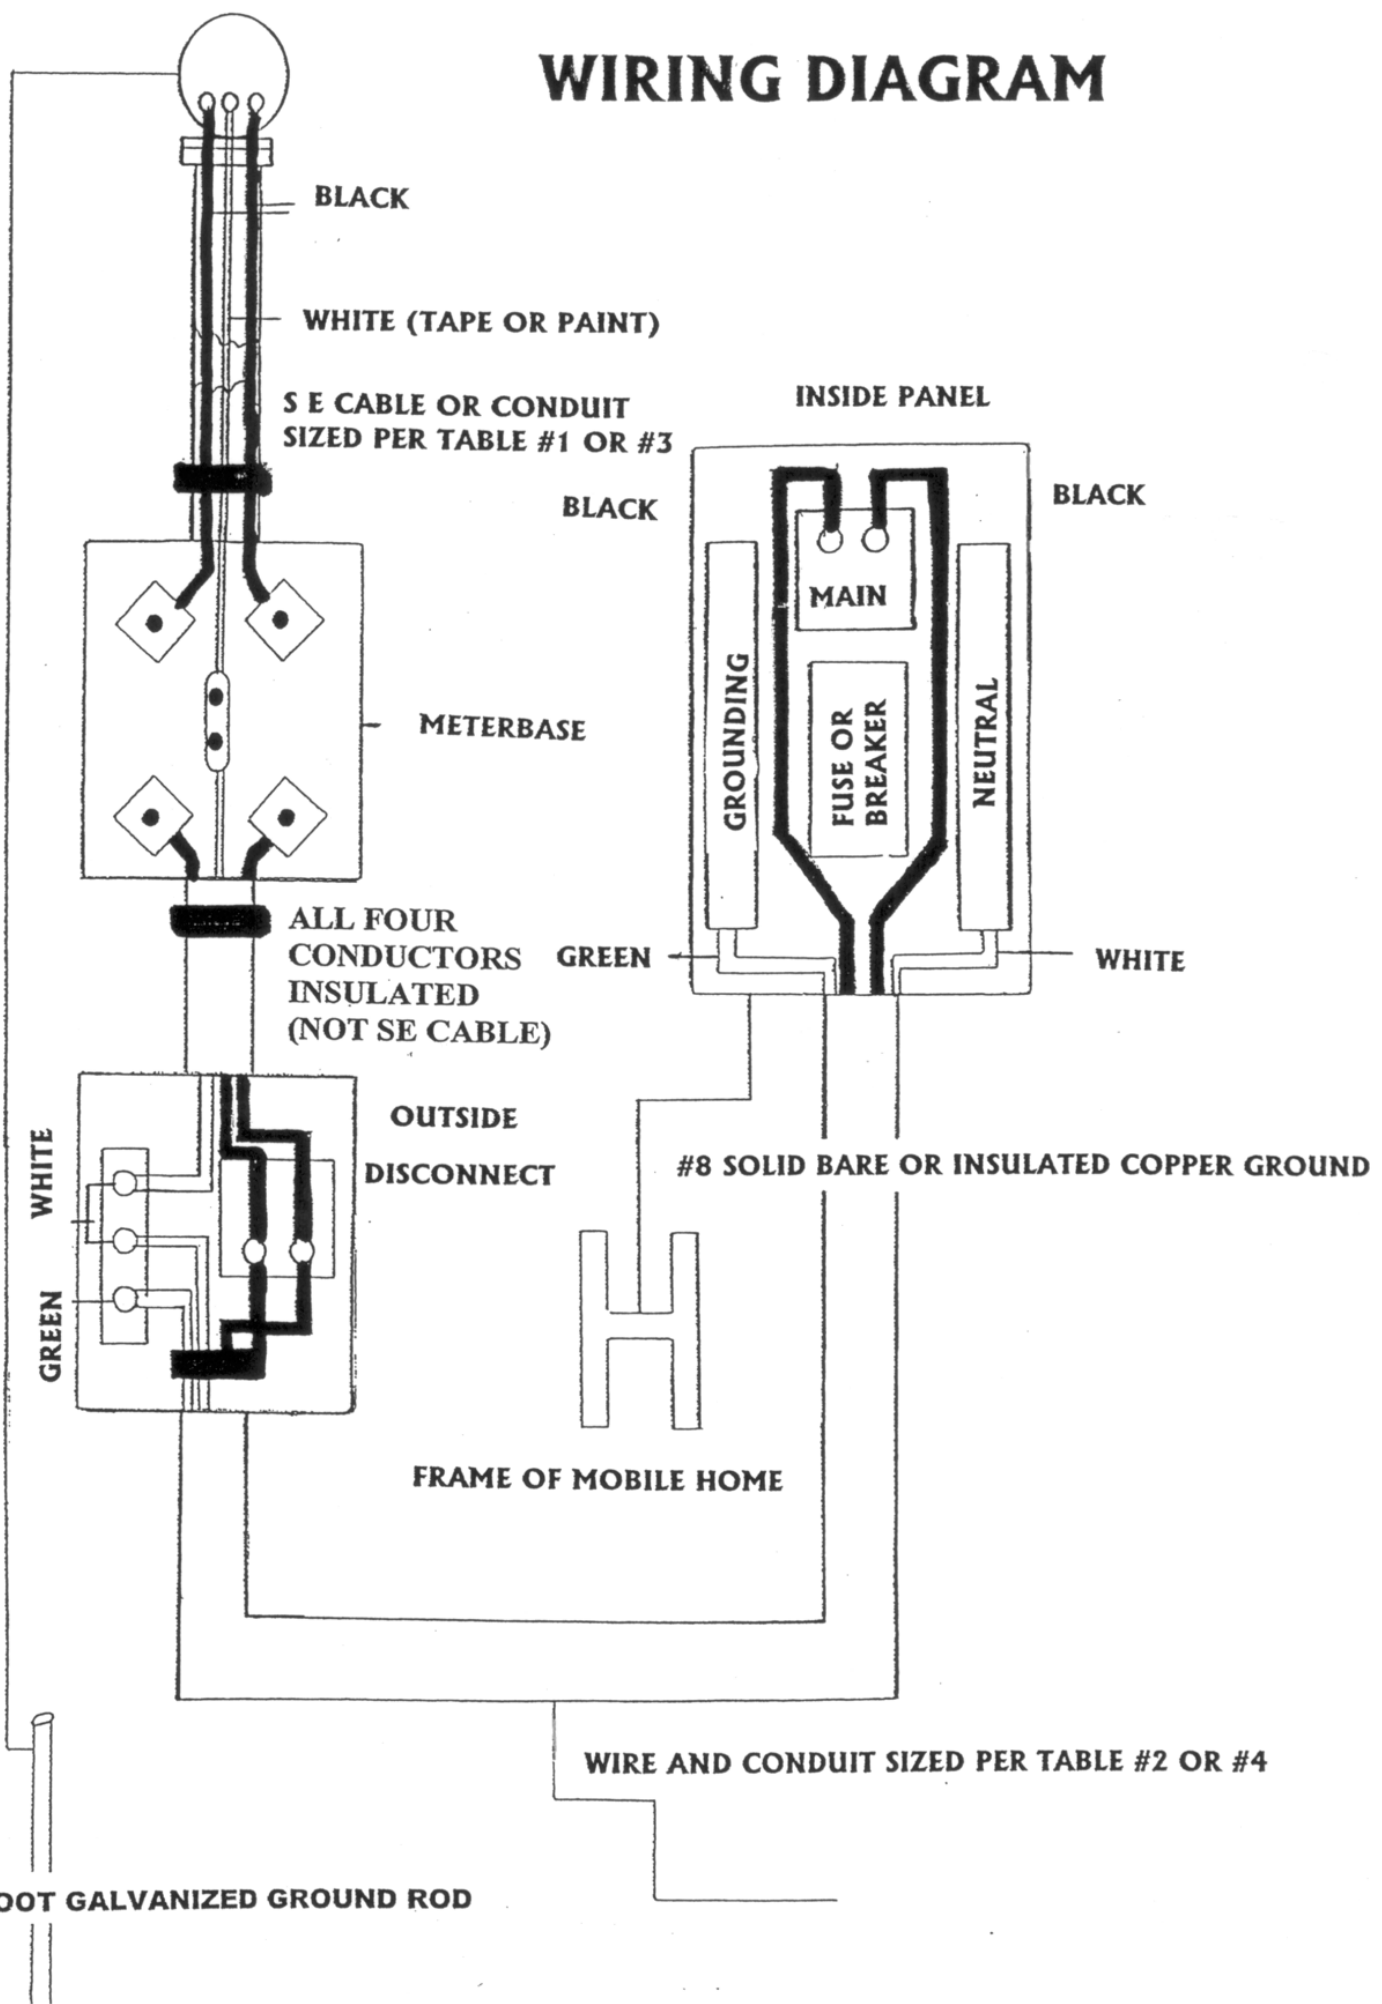 WIRING DIAGRAM
BLACK
WHITE (TAPE OR PAINT)
S E CABLE OR CONDUIT
SIZED PER TABLE #1 OR #3
INSIDE PANEL
BLACK
BLACK
MAIN
GROUNDING
FUSE OR
BREAKER
NEUTRAL
METERBASE
ALL FOUR
CONDUCTORS
INSULATED
(NOT SE CABLE)
GREEN
WHITE
OUTSIDE
DISCONNECT
WHITE
GREEN
#8 SOLID BARE OR INSULATED COPPER GROUND
FRAME OF MOBILE HOME
WIRE AND CONDUIT SIZED PER TABLE #2 OR #4
GALVANIZED GROUND ROD